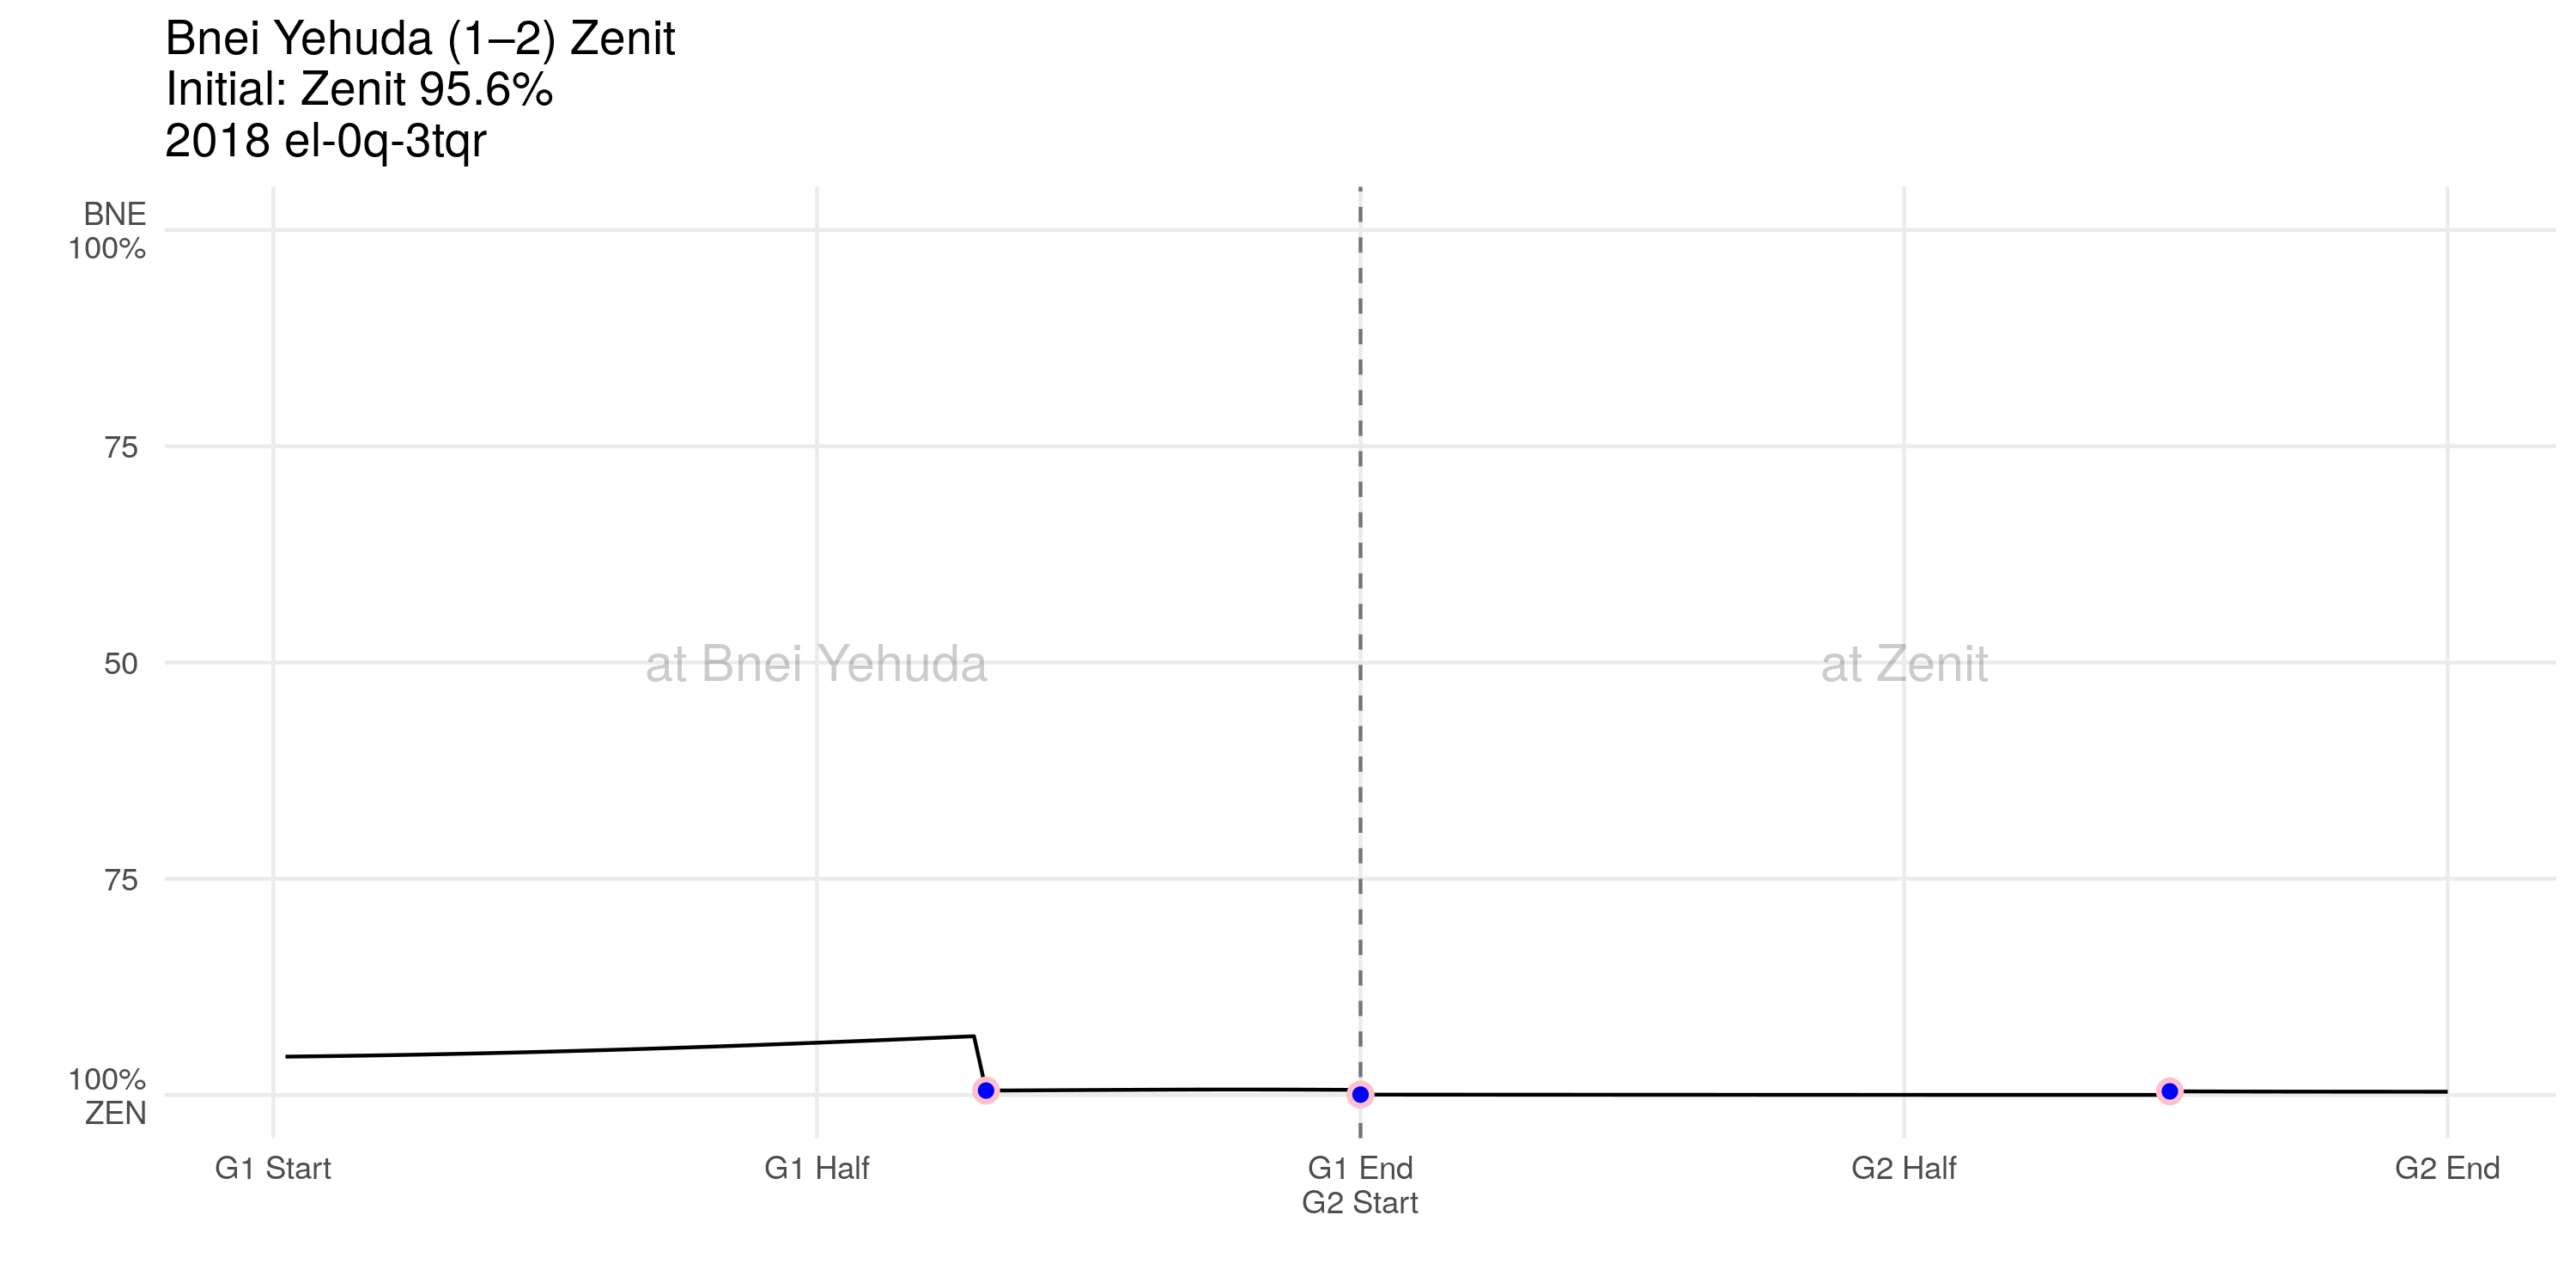 Bnei Yehuda (1–2) Zenit
Initial: Zenit 95.6%
2018 el-0q-3tqr
BNE
100%
75
50
75
100%
ZEN
at Bnei Yehuda
at Zenit
G1 Start
G1 Half
G1 End
G2 Start
G2 Half
G2 End